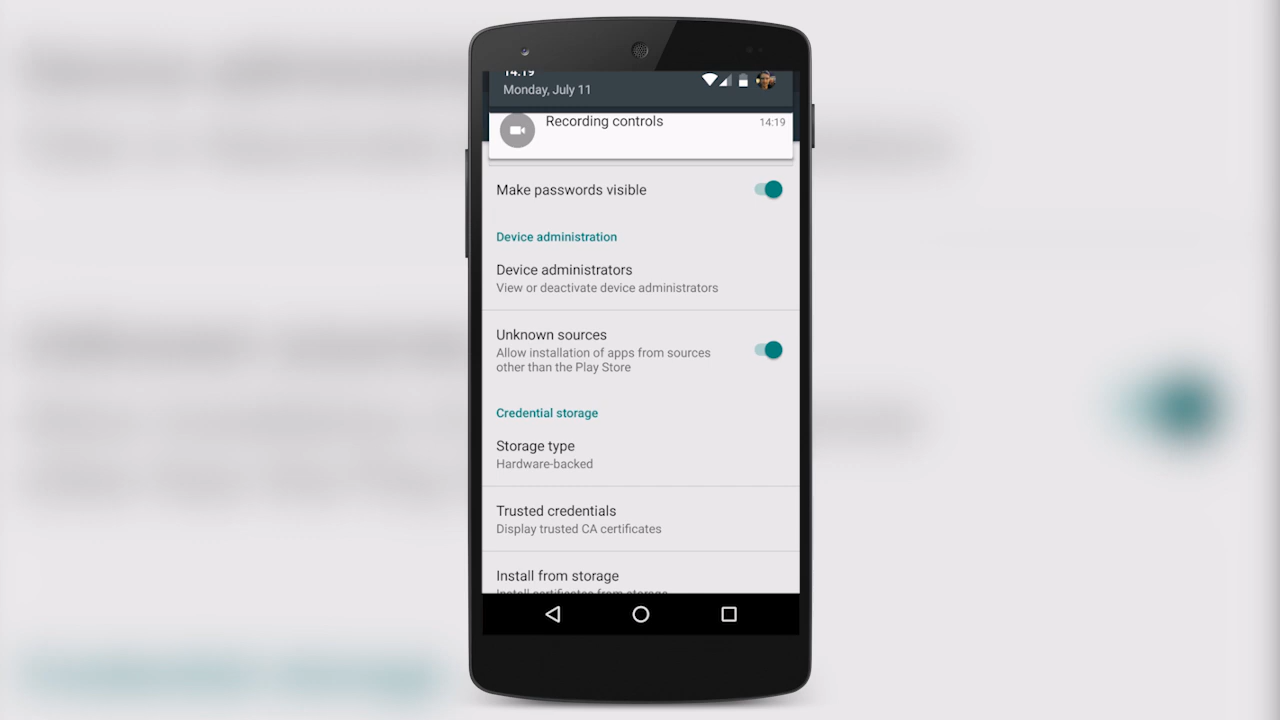 14:19
Monday, July 11
Recording controls
14:19
Make passwords visible
Device administration
Device administrators
View or deactivate device administrators
Unknown sources
Allow installation of apps from sources
other than the Play Store
Credential storage
Storage type
Hardware-backed
Trusted credentials
Display trusted CA certificates
Install from storage
Install certificates from storage